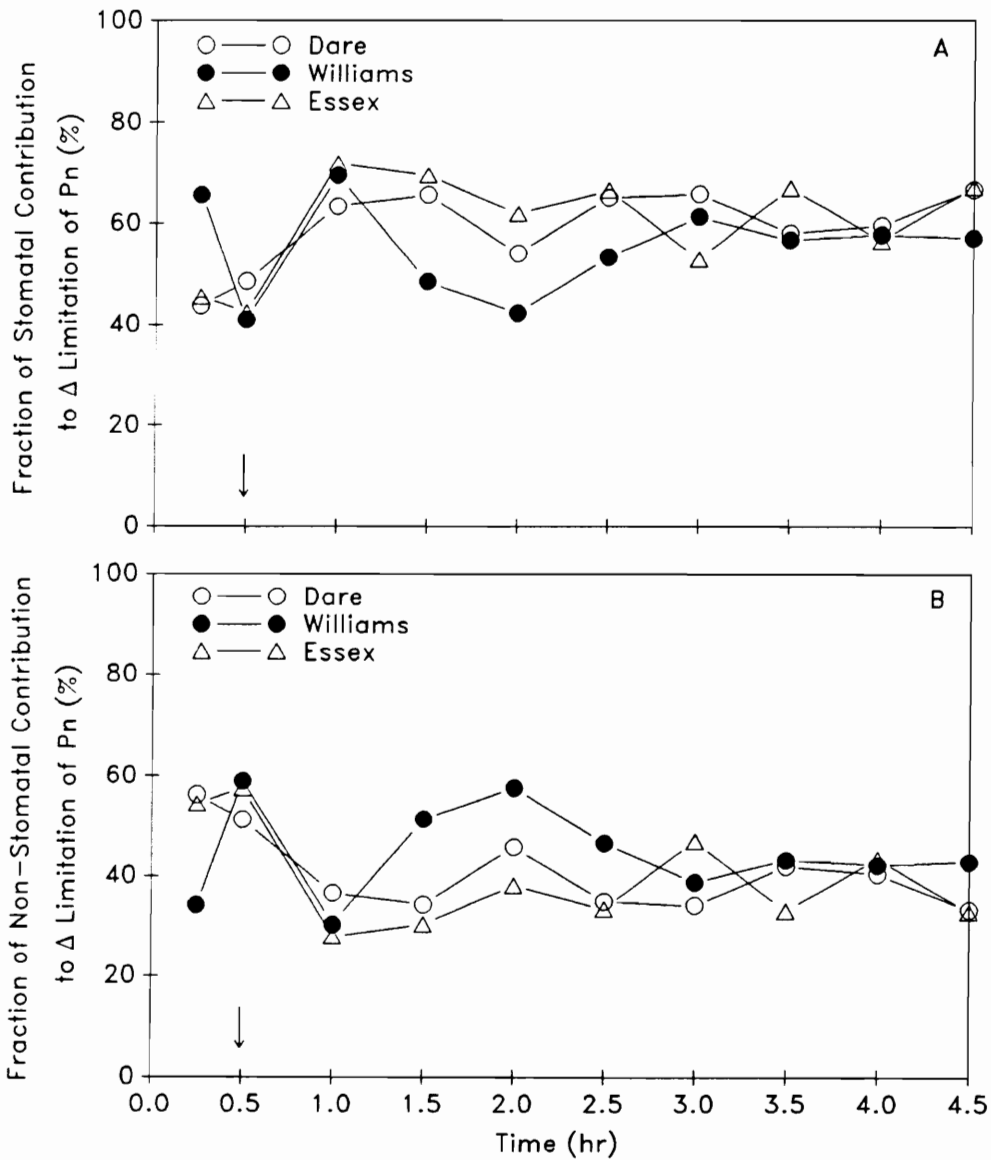 Fraction of Stomatal Contribution
to Δ Limitation of Pn (%)
100
80
60
40
20
0
Dare
Williams
Essex
A
Fraction of Non-Stomatal Contribution
to Δ Limitation of Pn (%)
100
80
60
40
20
0
Dare
Williams
Essex
B
0.0 0.5 1.0 1.5 2.0 2.5 3.0 3.5 4.0 4.5
Time (hr)